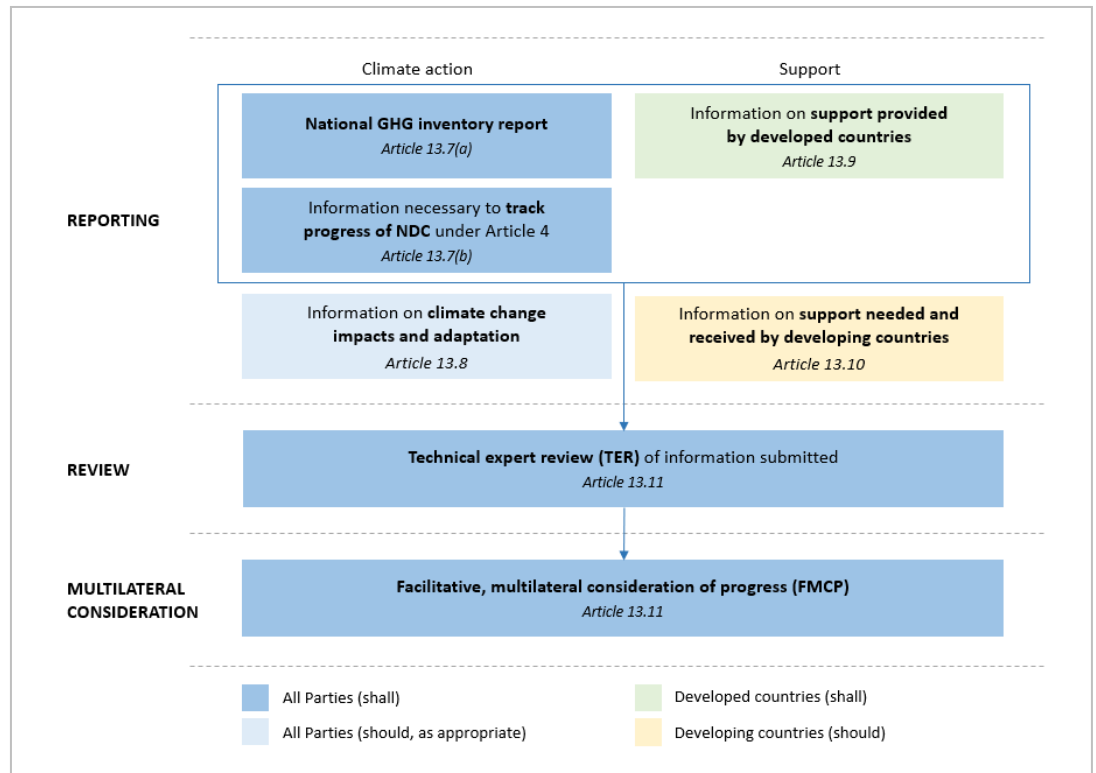 Climate action
Support
National GHG inventory report
Article 13.7(a)
Information on support provided
by developed countries
Article 13.9
REPORTING
Information necessary to track
progress of NDC under Article 4
Article 13.7(b)
Information on climate change
impacts and adaptation
Article 13.8
Information on support needed and
received by developing countries
Article 13.10
REVIEW
Technical expert review (TER) of information submitted
Article 13.11
MULTILATERAL
CONSIDERATION
Facilitative, multilateral consideration of progress (FMCP)
Article 13.11
All Parties (shall)
Developed countries (shall)
All Parties (should, as appropriate)
Developing countries (should)